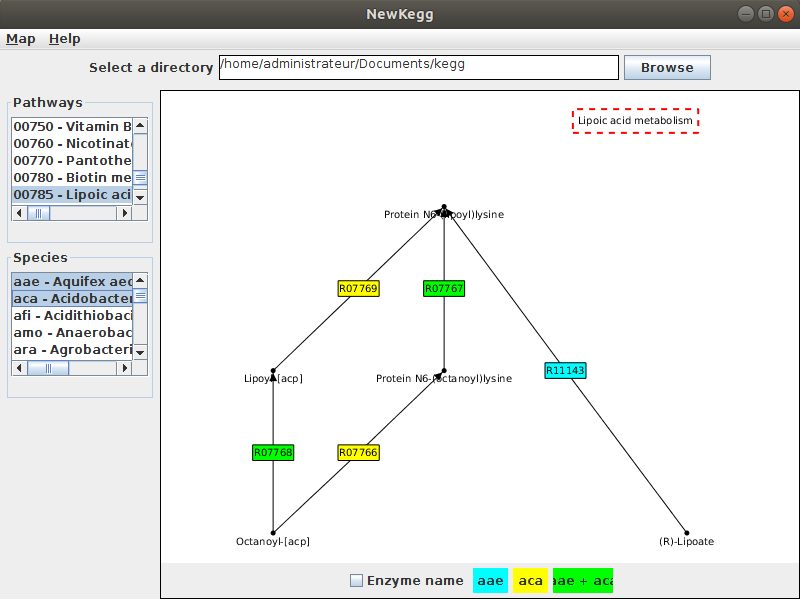 NewKegg
Map Help
Select a directory /home/administrateur/Documents/kegg Browse
Pathways
00750 - Vitamin B
00760 - Nicotinat
00770 - Pantothe
00780 - Biotin me
00785 - Lipoic aci
Species
aae - Aquifex aec
aca - Acidobacter
afi - Acidithiobaci
amo - Anaerobac
ara - Agrobacteri
Lipoic acid metabolism
Protein N6-(lipoyl)lysine
R07769 R07767
Lipoyl-[acp] Protein N6-(octanoyl)lysine R11143
R07768 R07766
Octanoyl-[acp] (R)-Lipoate
Enzyme name aae aca aae + aca